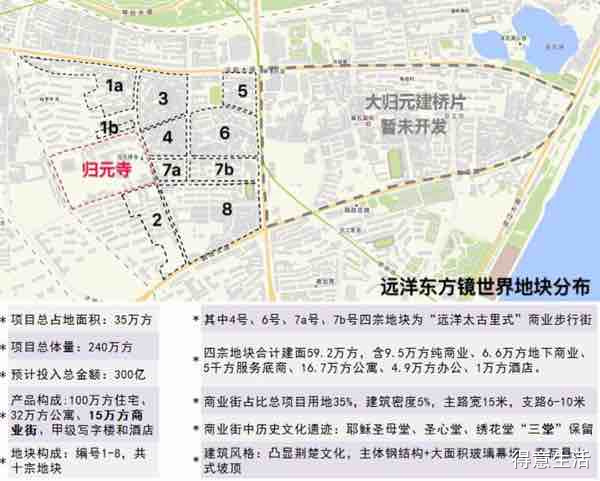 1a
3
5
大归元建桥片
暂未开发
1b
4
6
归元寺
7a
7b
2
8
远洋东方镜世界地块分布
* 项目总占地面积：35万方
* 项目总体量：240万方
* 预计投入总金额：300亿
产品构成:100万方住宅、
* 32万方公寓、15万方商
业街、甲级写字楼和酒店
* 地块构成：编号1-8，共
十宗地块
* 其中4号、6号、7a号、7b号四宗地块为“远洋太古里式”商业步行街
四宗地块合计建面59.2万方，含9.5万方纯商业、6.6万方地下商业、
* 5千方服务底商、16.7万方公寓、4.9万方办公、1万方酒店。
* 商业街占比总项目用地35%，建筑密度5%，主路宽15米，支路6-10米
* 商业街中历史文化遗迹：耶稣圣母堂、圣心堂、绣花堂“三堂”保留
* 建筑风格：凸显荆楚文化，主体钢结构+大面积玻璃幕
式坡顶
得意生活